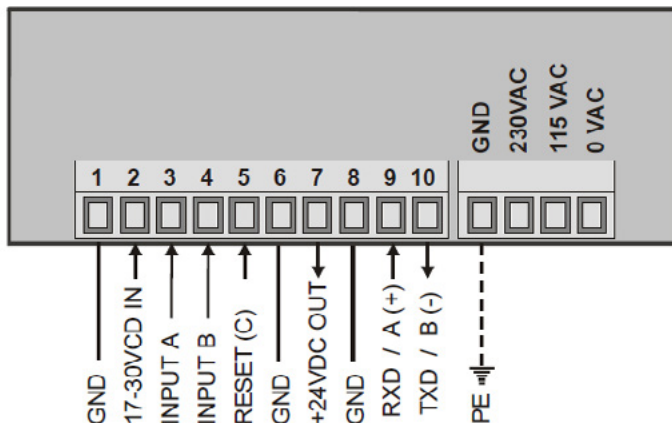 GND
230VAC
115 VAC
0 VAC
1 2 3 4 5 6 7 8 9 10
GND
17-30VCD IN
INPUT A
INPUT B
RESET (C)
GND
+24VDC OUT
GND
RXD / A (+)
TXD / B (-)
PE